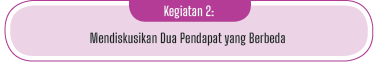 Kegiatan 2:
Mendiskusikan Dua Pendapat yang Berbeda